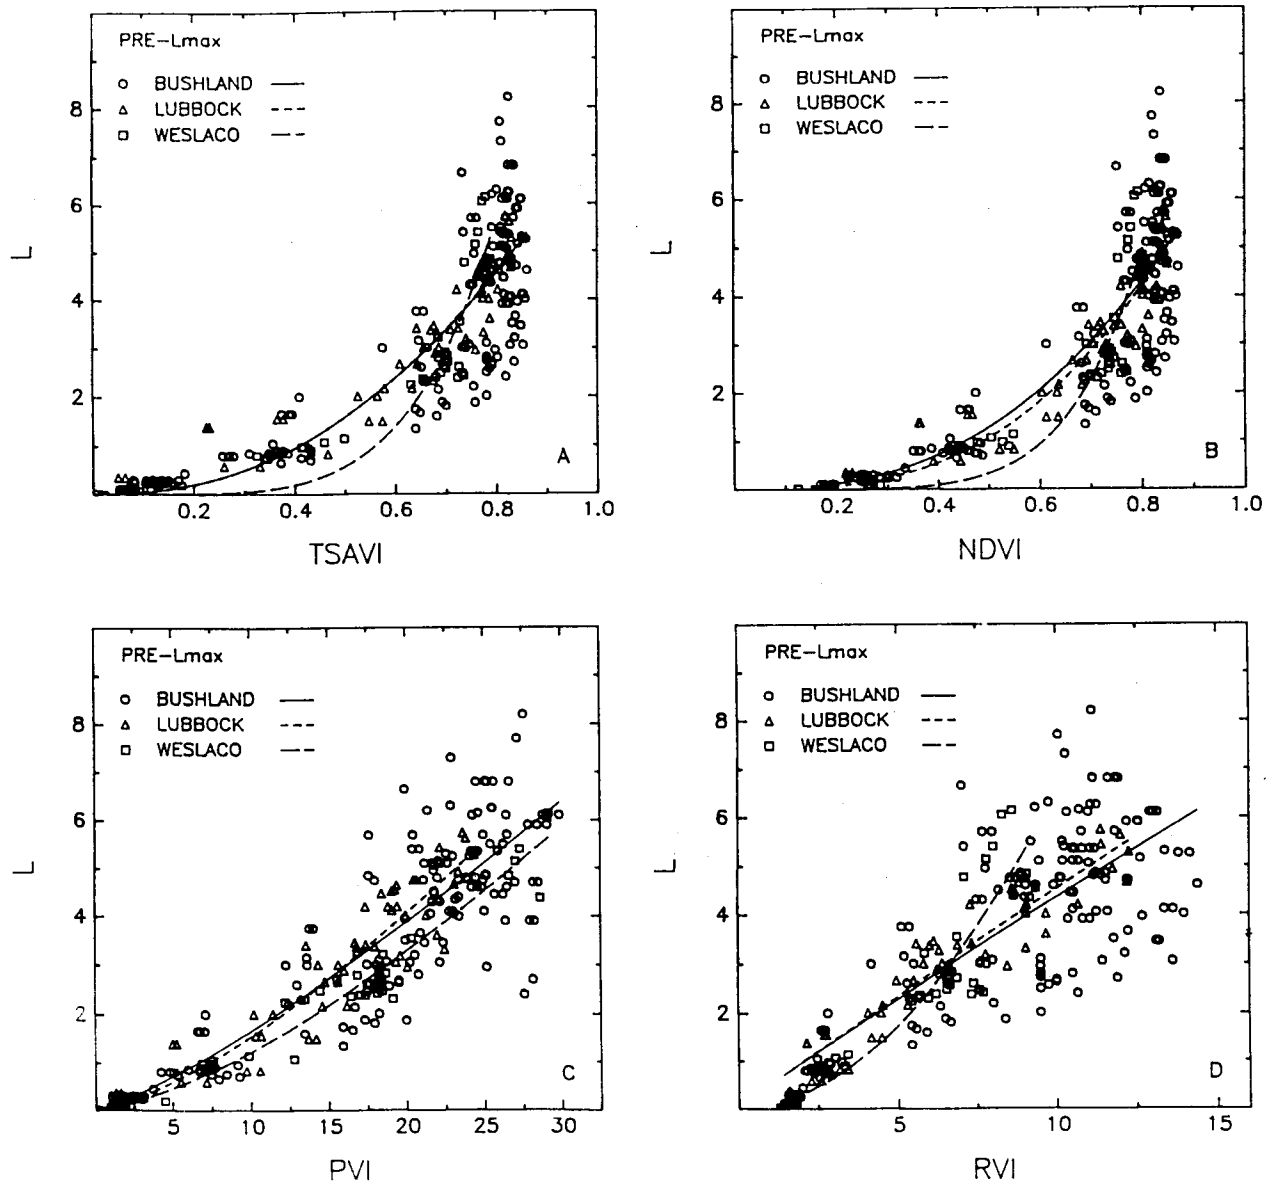 PRE-Lmax
BUSHLAND
LUBBOCK
WESLACO
8
6
4
2
L
A
0.2 0.4 0.6 0.8 1.0
TSAVI
PRE-Lmax
BUSHLAND
LUBBOCK
WESLACO
8
6
4
2
L
B
0.2 0.4 0.6 0.8 1.0
NDVI
PRE-Lmax
BUSHLAND
LUBBOCK
WESLACO
8
6
4
2
L
C
5 10 15 20 25 30
PVI
PRE-Lmax
BUSHLAND
LUBBOCK
WESLACO
8
6
4
2
L
D
5 10 15
RVI